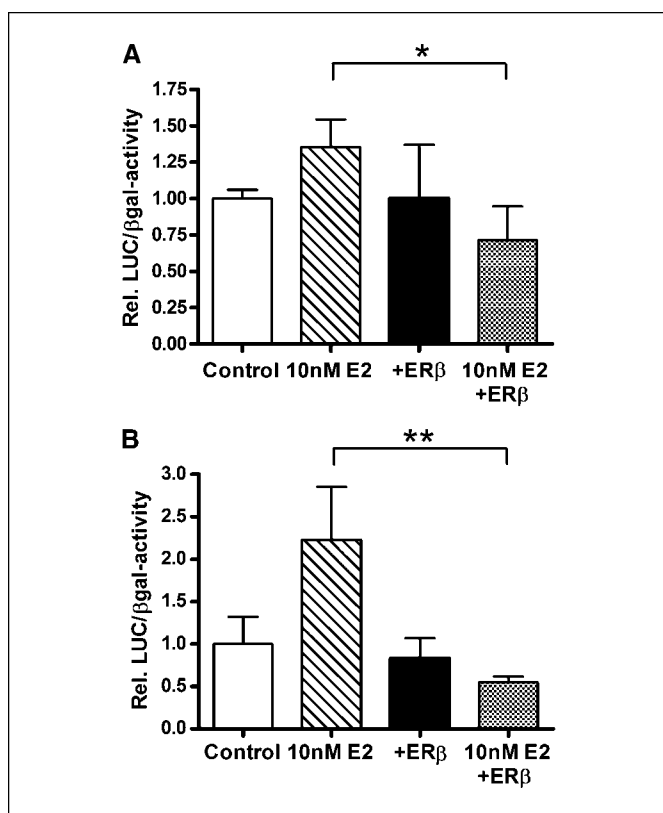 A
*
Rel. LUC/βgal-activity
1.75
1.50
1.25
1.00
0.75
0.50
0.25
0.00
Control 10nM E2 +ERβ 10nM E2
+ERβ
B
**
Rel. LUC/βgal-activity
3.0
2.5
2.0
1.5
1.0
0.5
0.0
Control 10nM E2 +ERβ 10nM E2
+ERβ